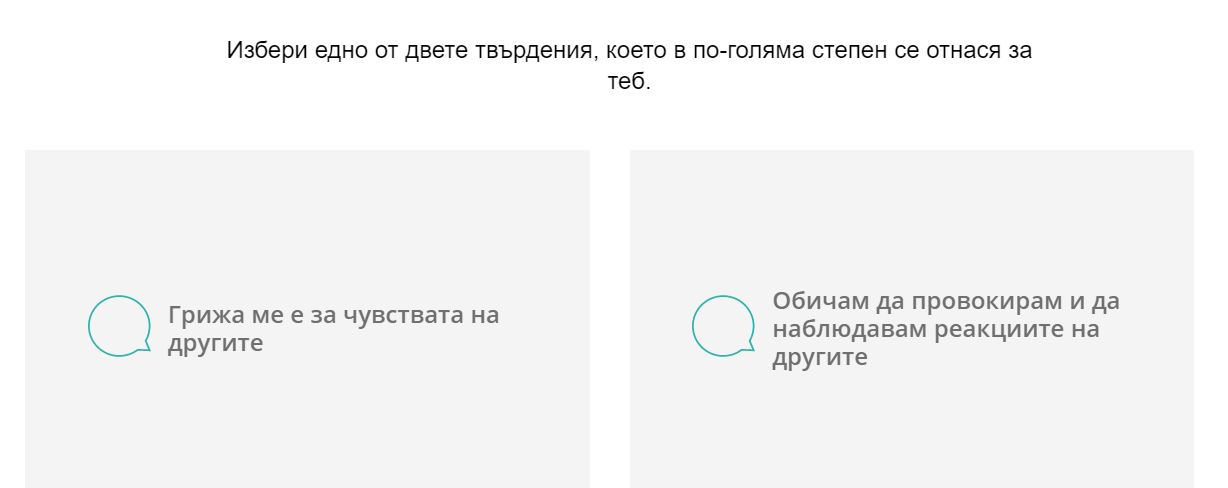 Избери едно от двете твърдения, което в по-голяма степен се отнася за
теб.
Грижа ме е за чувствата на
другите
Обичам да провокирам и да
наблюдавам реакциите на
другите